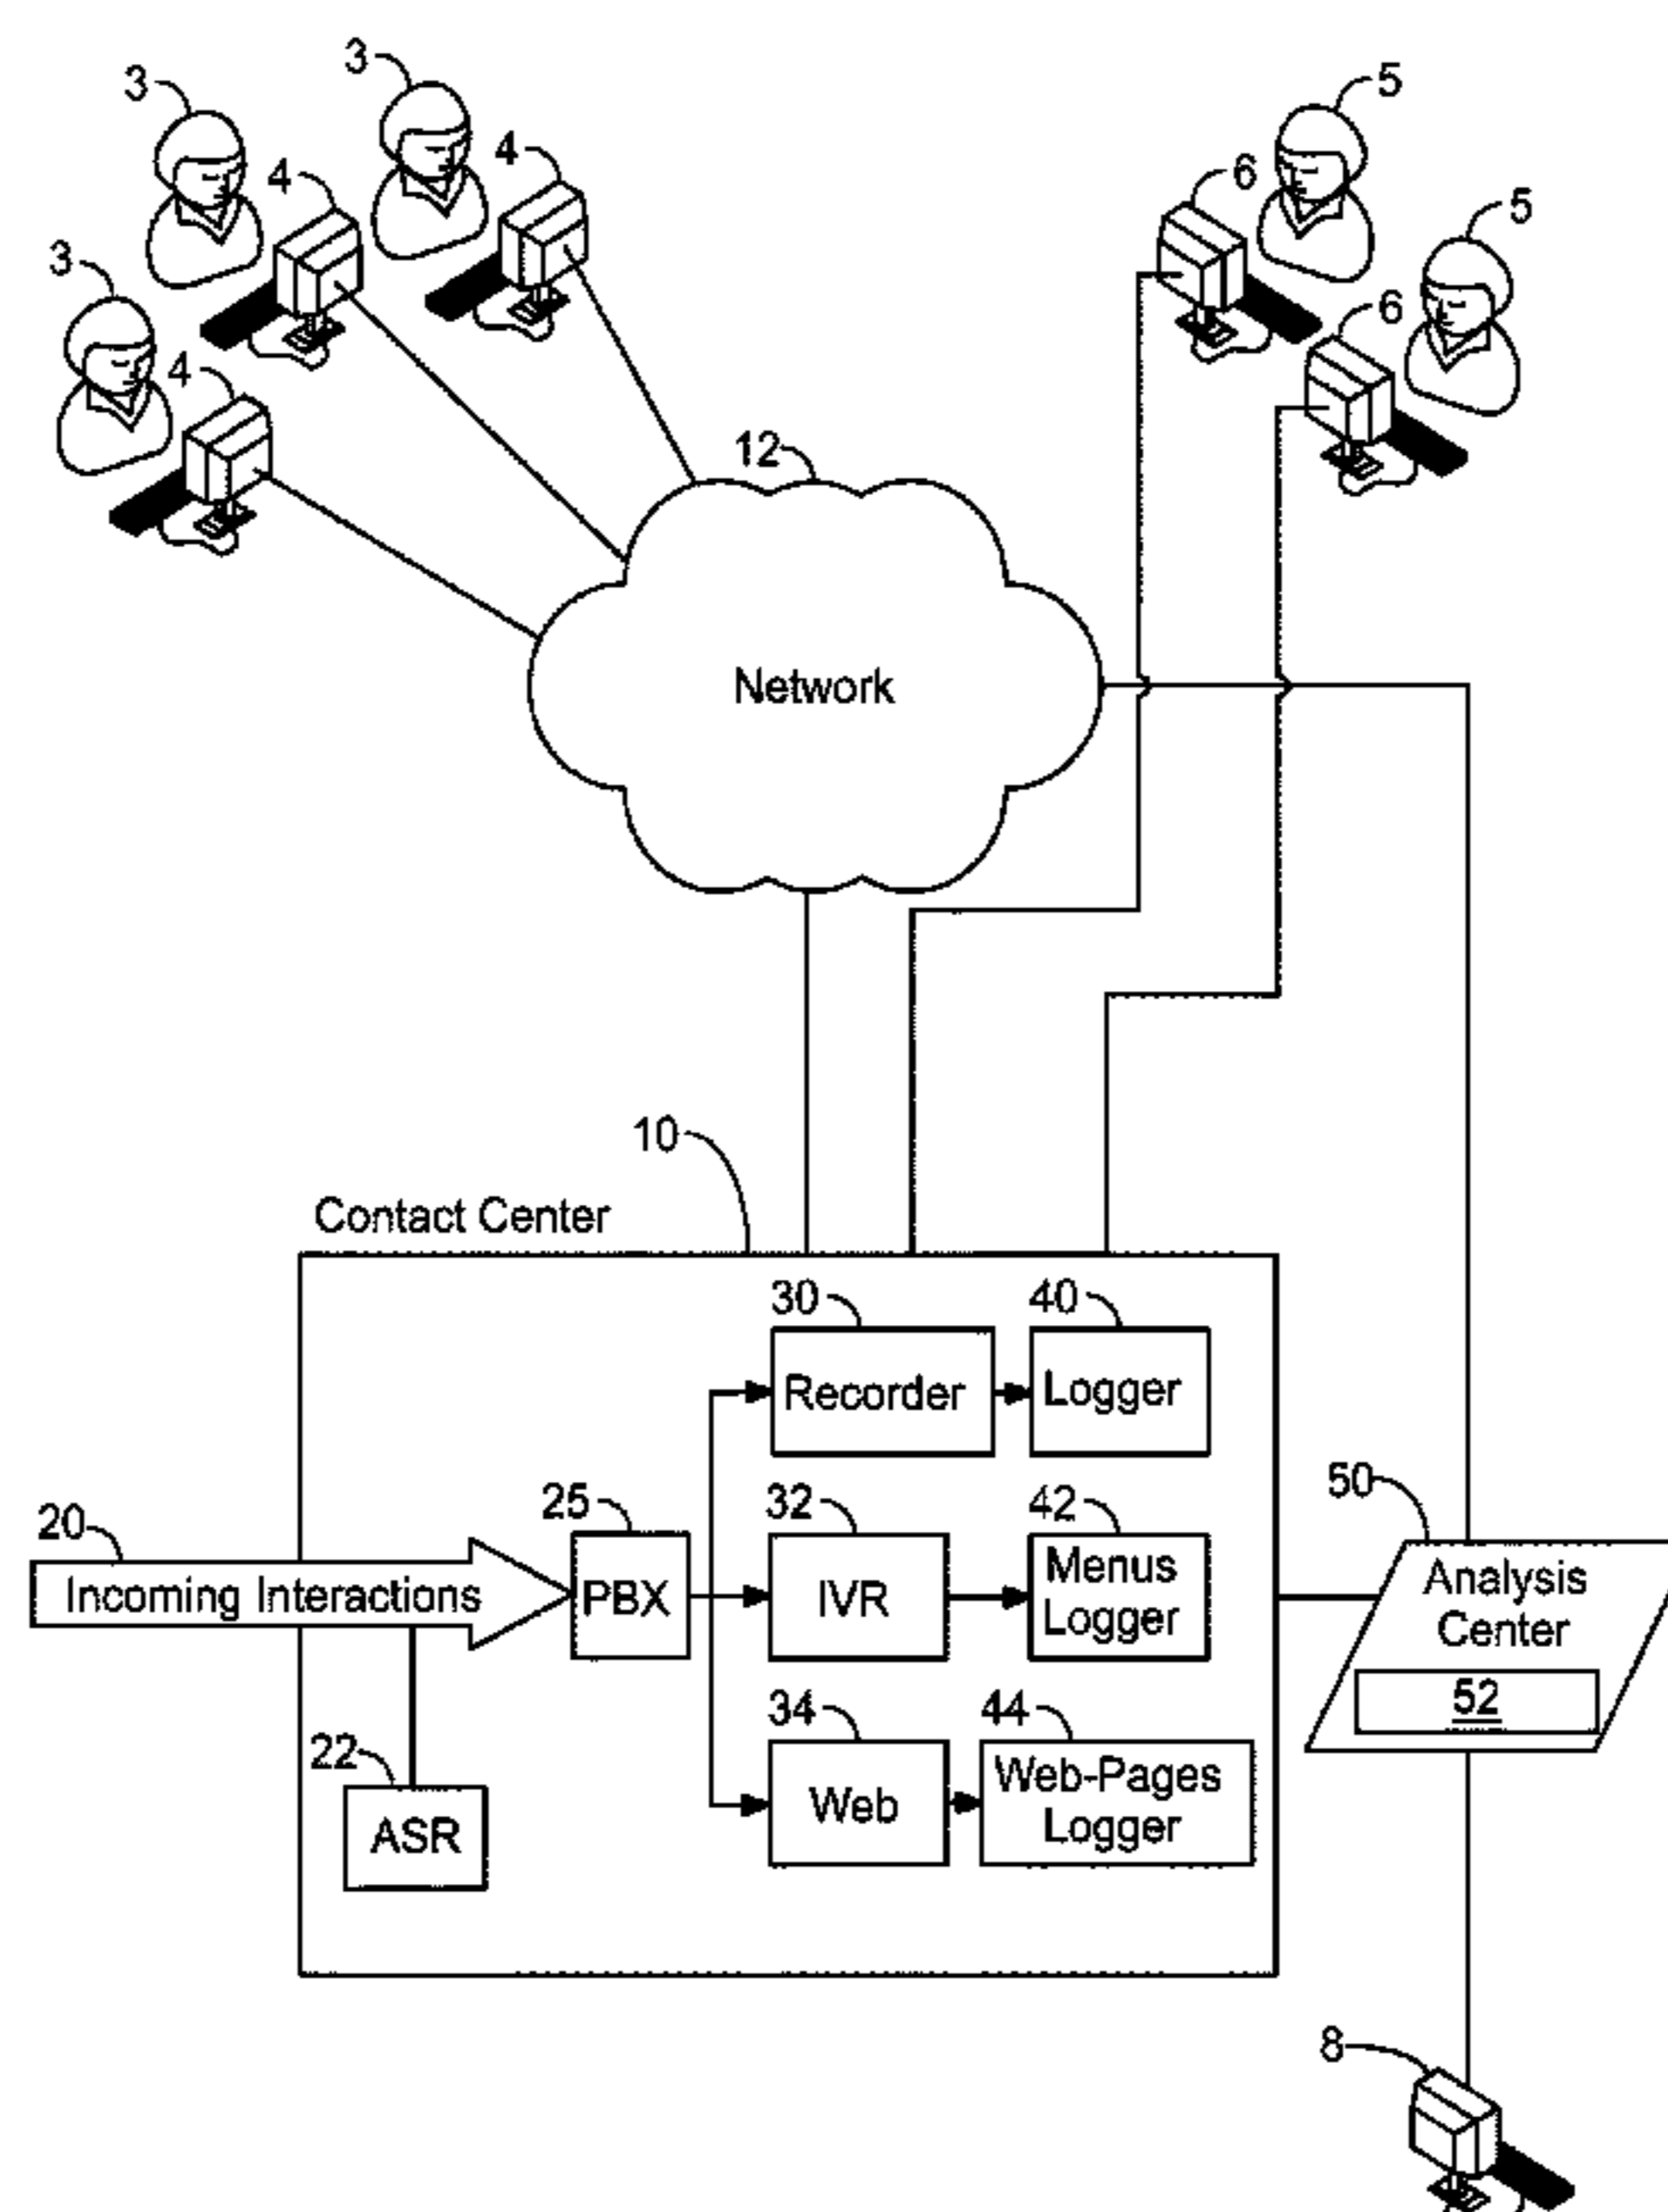 3
3
5
4
4
6
5
3
6
4
12
Network
10
Contact Center
30
40
Recorder
Logger
50
20
25
32
42
Incoming Interactions
PBX
IVR
Menus
Logger
Analysis
Center
52
22
34
44
ASR
Web
Web-Pages
Logger
8